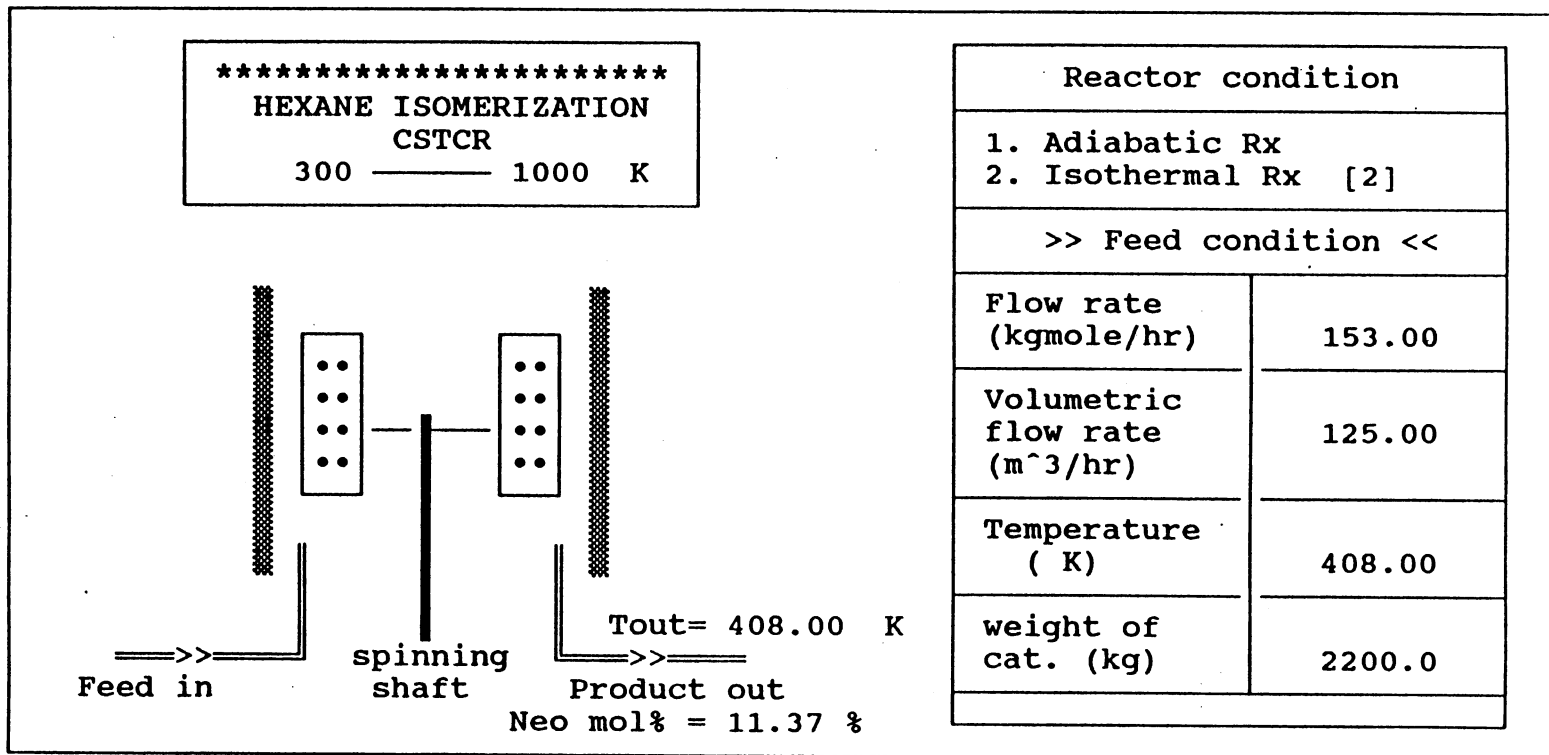 ***********************
HEXANE ISOMERIZATION
CSTCR
300 ——— 1000 K
Tout= 408.00 K
===>>=====
Feed in
spinning
shaft
===>>====
Product out
Neo mol% = 11.37 %
Reactor condition
1. Adiabatic Rx
2. Isothermal Rx [2]
>> Feed condition <<
Flow rate
(kgmole/hr) 153.00
Volumetric
flow rate 125.00
(m^3/hr)
Temperature
( K) 408.00
weight of
cat. (kg) 2200.0